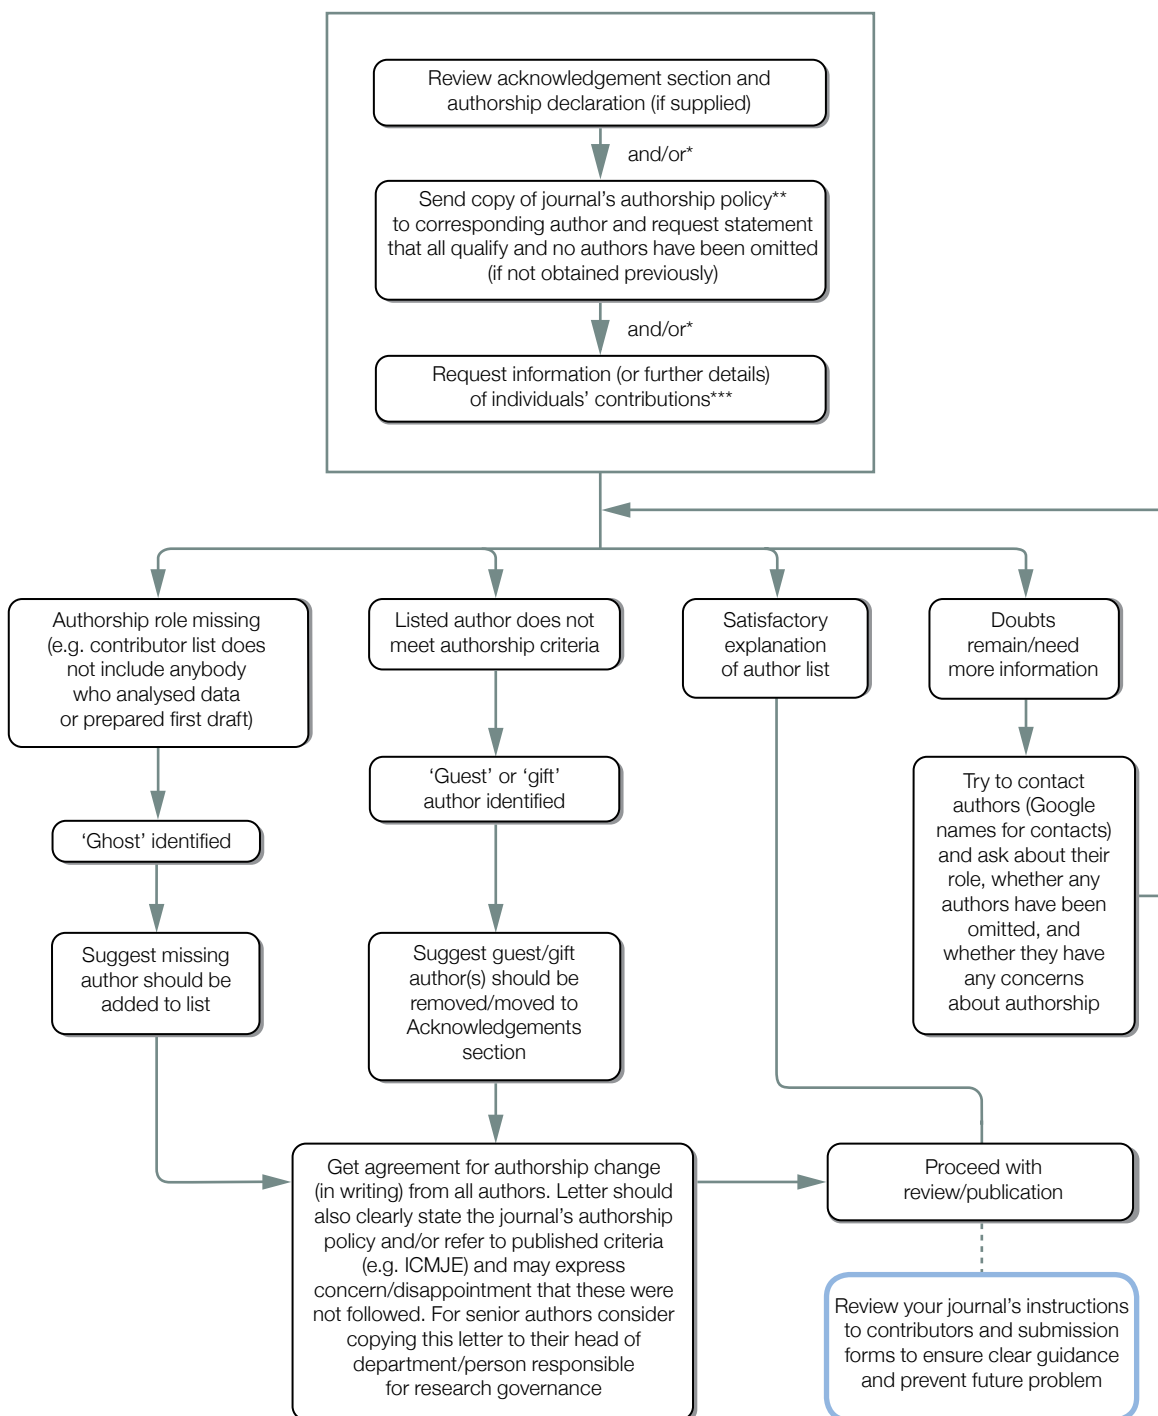 Review acknowledgement section and
authorship declaration (if supplied)
and/or*
Send copy of journal’s authorship policy**
to corresponding author and request statement
that all qualify and no authors have been omitted
(if not obtained previously)
and/or*
Request information (or further details)
of individuals’ contributions***
Authorship role missing
(e.g. contributor list does
not include anybody
who analysed data
or prepared first draft)
‘Ghost’ identified
Suggest missing
author should be
added to list
Listed author does not
meet authorship criteria
‘Guest’ or ‘gift’
author identified
Suggest guest/gift
author(s) should be
removed/moved to
Acknowledgements
section
Satisfactory
explanation
of author list
Doubts
remain/need
more information
Try to contact
authors (Google
names for contacts)
and ask about their
role, whether any
authors have been
omitted, and
whether they have
any concerns
about authorship
Get agreement for authorship change
(in writing) from all authors. Letter should
also clearly state the journal’s authorship
policy and/or refer to published criteria
(e.g. ICMJE) and may express
concern/disappointment that these were
not followed. For senior authors consider
copying this letter to their head of
department/person responsible
for research governance
Proceed with
review/publication
Review your journal’s instructions
to contributors and submission
forms to ensure clear guidance
and prevent future problem